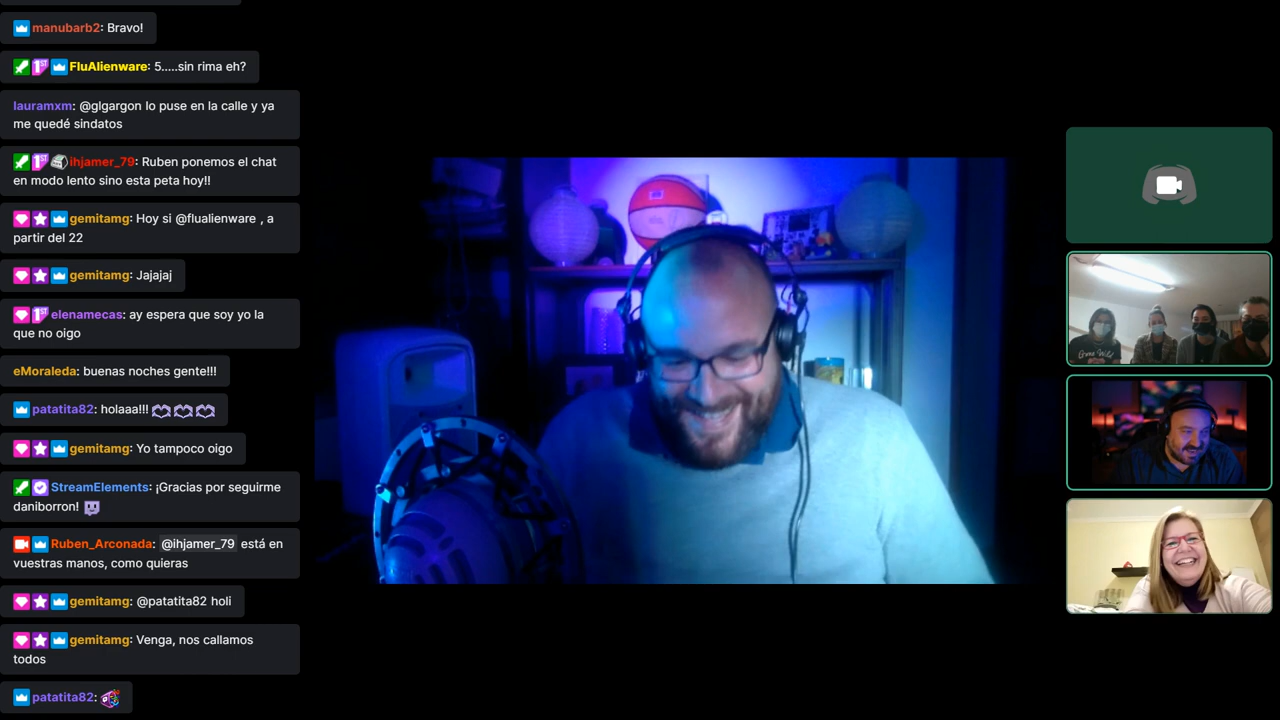 manubarb2: Bravo!
FluAlienware: 5.....sin rima eh?
lauramxm: @glgargon lo puse en la calle y ya
me quedé sindatos
ihjamer_79: Ruben ponemos el chat
en modo lento sino esta peta hoy!!
gemitamg: Hoy si @flualienware , a
partir del 22
gemitamg: Jajajaj
elenamecas: ay espera que soy yo la
que no oigo
eMoraleda: buenas noches gente!!!
patatita82: holaaa!!!
gemitamg: Yo tampoco oigo
StreamElements: ¡Gracias por seguirme
daniborron!
Ruben_Arconada: @ihjamer_79 está en
vuestras manos, como quieras
gemitamg: @patatita82 holi
gemitamg: Venga, nos callamos
todos
patatita82: